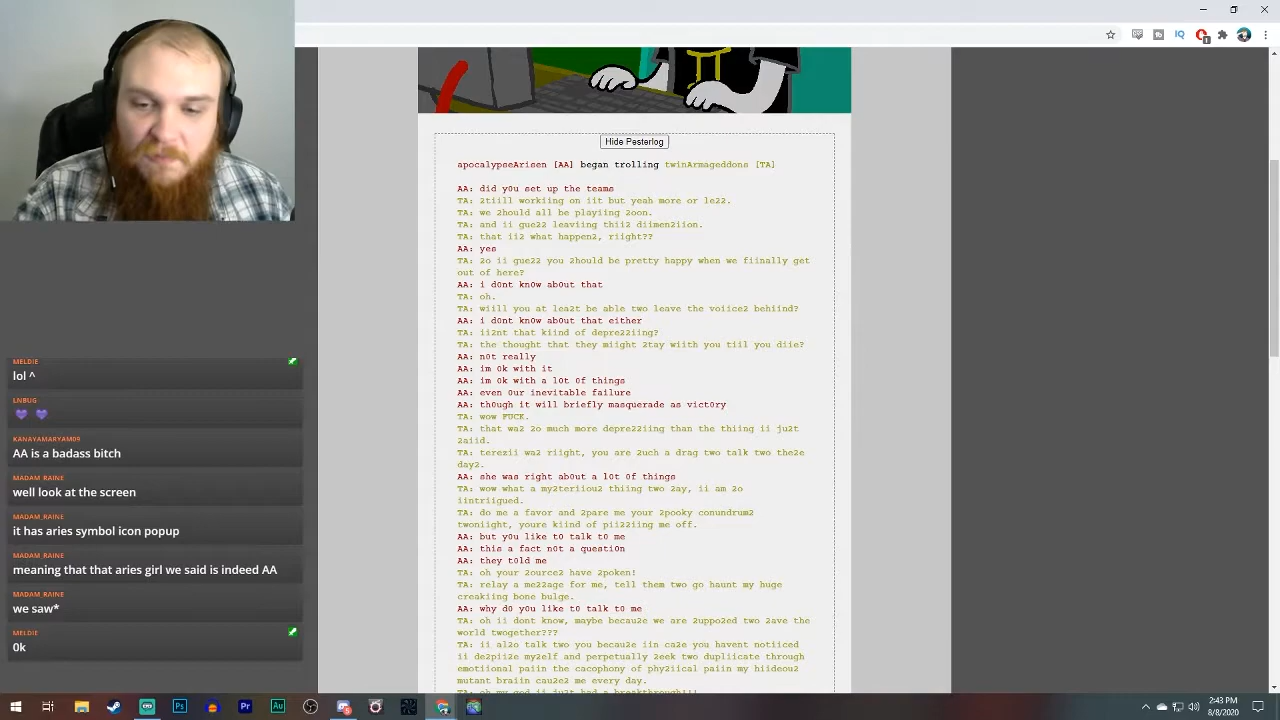 Hide Pesterlog
apocalypseArisen [AA] began trolling twinArmageddons [TA]
AA: did y0u set up the teams
TA: 2tiill workiing on iit but yeah more or le22.
TA: we 2hould all be playiing 2oon.
TA: and ii gue22 leaviing thii2 diimen2iion.
TA: that ii2 what happen2, riight??
AA: yes
TA: 2o ii gue22 you 2hould be pretty happy when we fiinally get
out of here?
AA: i d0nt kn0w ab0ut that
TA: oh.
TA: wiill you at lea2t be able two leave the voiice2 behiind?
AA: i d0nt kn0w ab0ut that either
TA: ii2nt that kiind of depre22iing?
TA: the thought that they miight 2tay wiith you tiil you diie?
AA: n0t really
AA: im 0k with it
AA: im 0k with a l0t 0f things
AA: even 0ur inevitable failure
AA: th0ugh it will briefly masquerade as vict0ry
TA: wow FUCK.
TA: that wa2 2o much more depre22iing than the thiing ii ju2t
2aiid.
TA: terezii wa2 riight, you are 2uch a drag two talk two the2e
day2.
AA: she was right ab0ut a l0t 0f things
TA: wow what a my2teriiou2 thiing two 2ay, ii am 2o
iintriigued.
TA: do me a favor and 2pare me your 2pooky conundrum2
twoniight, youre kiind of pii22iing me off.
AA: but y0u like t0 talk t0 me
AA: this a fact n0t a questi0n
AA: they t0ld me
TA: oh your 2ource2 have 2poken!
TA: relay a me22age for me, tell them two go haunt my huge
creakiing bone bulge.
AA: why d0 y0u like t0 talk t0 me
TA: oh ii dont know, maybe becau2e we are 2uppo2ed two 2ave the
world twogether???
TA: ii al2o talk two you becau2e iin ca2e you havent notiiced
ii de2pii2e my2elf and perpetually 2eek two dupliicate through
emotiional paiin the cacophony of phy2iical paiin my hiideou2
mutant braiin cau2e2 me every day.
TA: oh my god ii ju2t had a breakthrough!!!
MELDIE
lol ^
LNBUG
KANAYAMARYAM09
AA is a badass bitch
MADAM_RAINE
well look at the screen
MADAM_RAINE
it has aries symbol icon popup
MADAM_RAINE
meaning that that aries girl we said is indeed AA
MADAM_RAINE
we saw*
MELDIE
0k
2:43 PM
8/8/2020